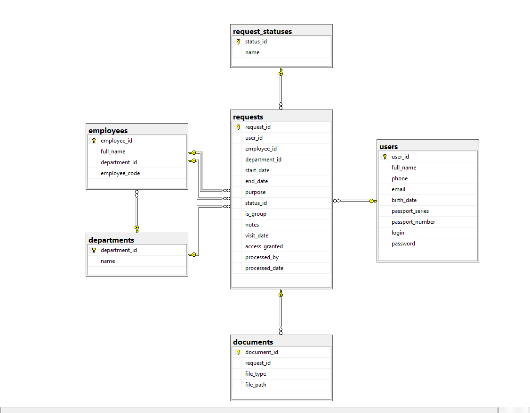 request_statuses
status_id
name
requests
request_id
user_id
employee_id
department_id
start_date
end_date
purpose
status_id
is_group
notes
visit_date
access_granted
processed_by
processed_date
employees
employee_id
full_name
department_id
employee_code
departments
department_id
name
users
user_id
full_name
phone
email
birth_date
passport_series
passport_number
login
password
documents
document_id
request_id
file_type
file_path